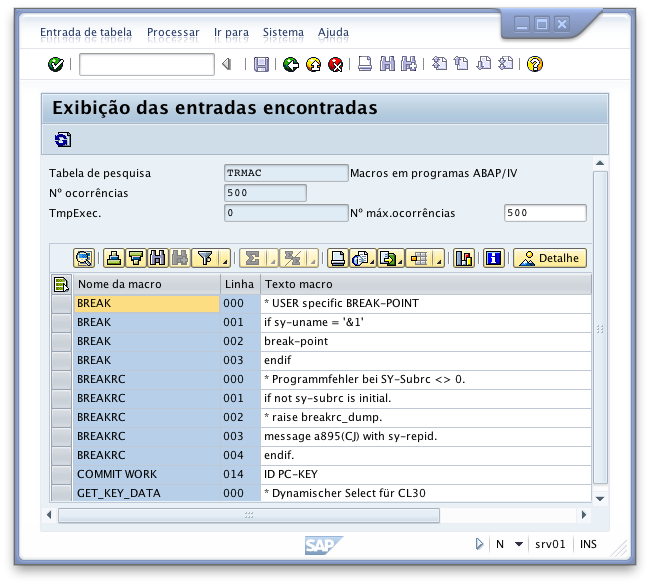 Entrada de tabela Processar Ir para Sistema Ajuda
Exibição das entradas encontradas
Tabela de pesquisa TRMAC Macros em programas ABAP/IV
Nº ocorrências 500
TmpExec. 0 Nº máx.ocorrências 500
Detalhe
Nome da macro Linha Texto macro
BREAK 000 * USER specific BREAK-POINT
BREAK 001 if sy-uname = '&1'
BREAK 002 break-point
BREAK 003 endif
BREAKRC 000 * Programmfehler bei SY-Subrc <> 0.
BREAKRC 001 if not sy-subrc is initial.
BREAKRC 002 * raise breakrc_dump.
BREAKRC 003 message a895(CJ) with sy-repid.
BREAKRC 004 endif.
COMMIT WORK 014 ID PC-KEY
GET_KEY_DATA 000 * Dynamischer Select für CL30
SAP N srv01 INS